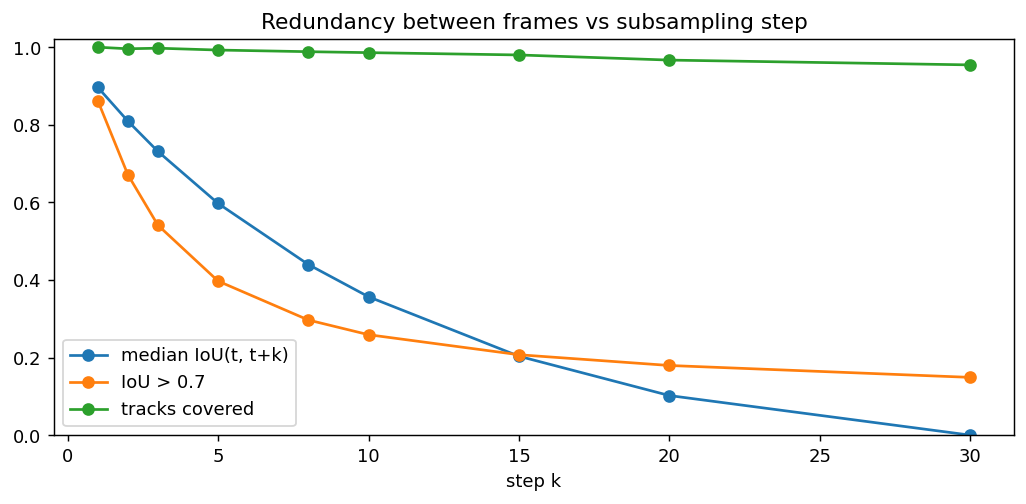 Redundancy between frames vs subsampling step
1.0
0.8
0.6
0.4
0.2
0.0
median IoU(t, t+k)
IoU > 0.7
tracks covered
0 5 10 15 20 25 30
step k